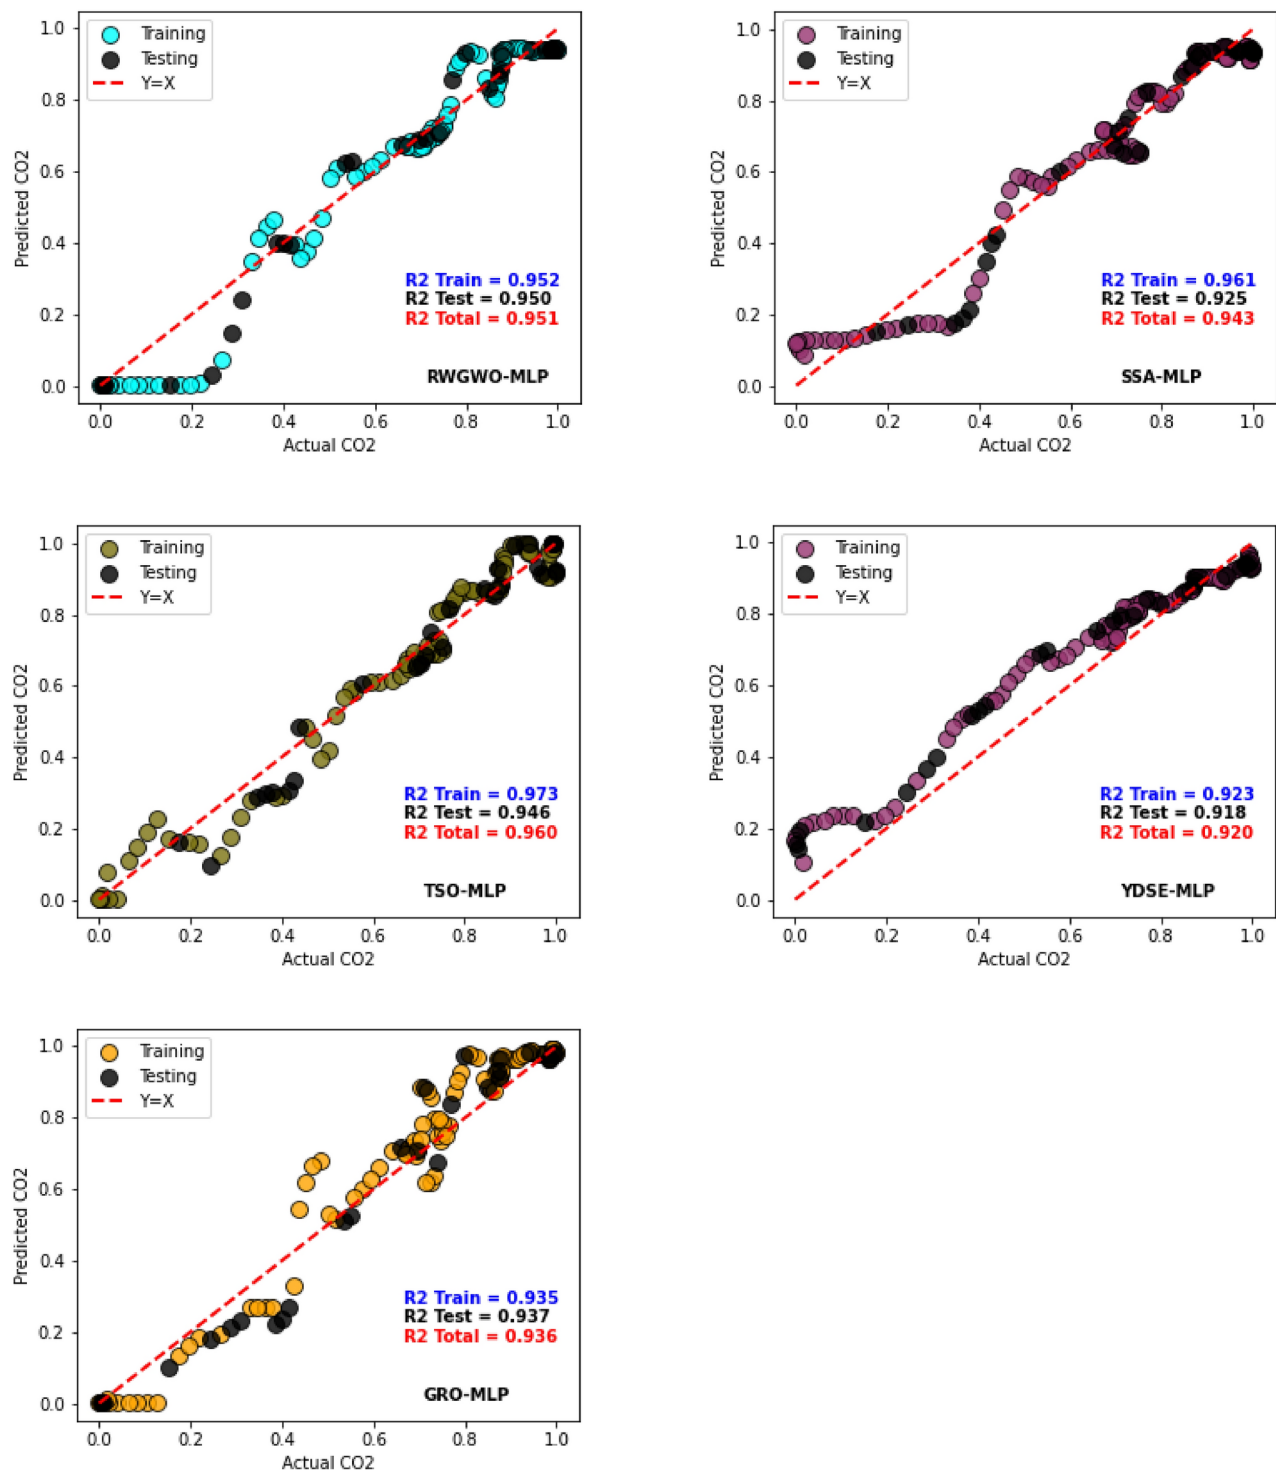 1.0
0.8
0.6
0.4
0.2
0.0
Predicted CO2
Training
Testing
Y=X
R2 Train = 0.952
R2 Test = 0.950
R2 Total = 0.951
RWGWO-MLP
0.0 0.2 0.4 0.6 0.8 1.0
Actual CO2
1.0
0.8
0.6
0.4
0.2
0.0
Predicted CO2
Training
Testing
Y=X
R2 Train = 0.961
R2 Test = 0.925
R2 Total = 0.943
SSA-MLP
0.0 0.2 0.4 0.6 0.8 1.0
Actual CO2
1.0
0.8
0.6
0.4
0.2
0.0
Predicted CO2
Training
Testing
Y=X
R2 Train = 0.973
R2 Test = 0.946
R2 Total = 0.960
TSO-MLP
0.0 0.2 0.4 0.6 0.8 1.0
Actual CO2
1.0
0.8
0.6
0.4
0.2
0.0
Predicted CO2
Training
Testing
Y=X
R2 Train = 0.923
R2 Test = 0.918
R2 Total = 0.920
YDSE-MLP
0.0 0.2 0.4 0.6 0.8 1.0
Actual CO2
1.0
0.8
0.6
0.4
0.2
0.0
Predicted CO2
Training
Testing
Y=X
R2 Train = 0.935
R2 Test = 0.937
R2 Total = 0.936
GRO-MLP
0.0 0.2 0.4 0.6 0.8 1.0
Actual CO2